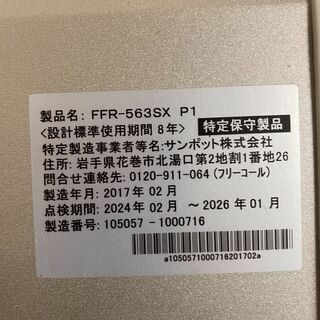 製品名: FFR-563SX P1
<設計標準使用期間 8年> 特定保守製品
特定製造事業者等名:サンポット株式会社
住所: 岩手県花巻市北湯口第2地割1番地26
問合せ連絡先: 0120-911-064 (フリーコール)
製造年月: 2017年 02月
点検期間: 2024年 02月 ～ 2026年 01月
製造番号: 105057 -1000716
a1050571000716201702a